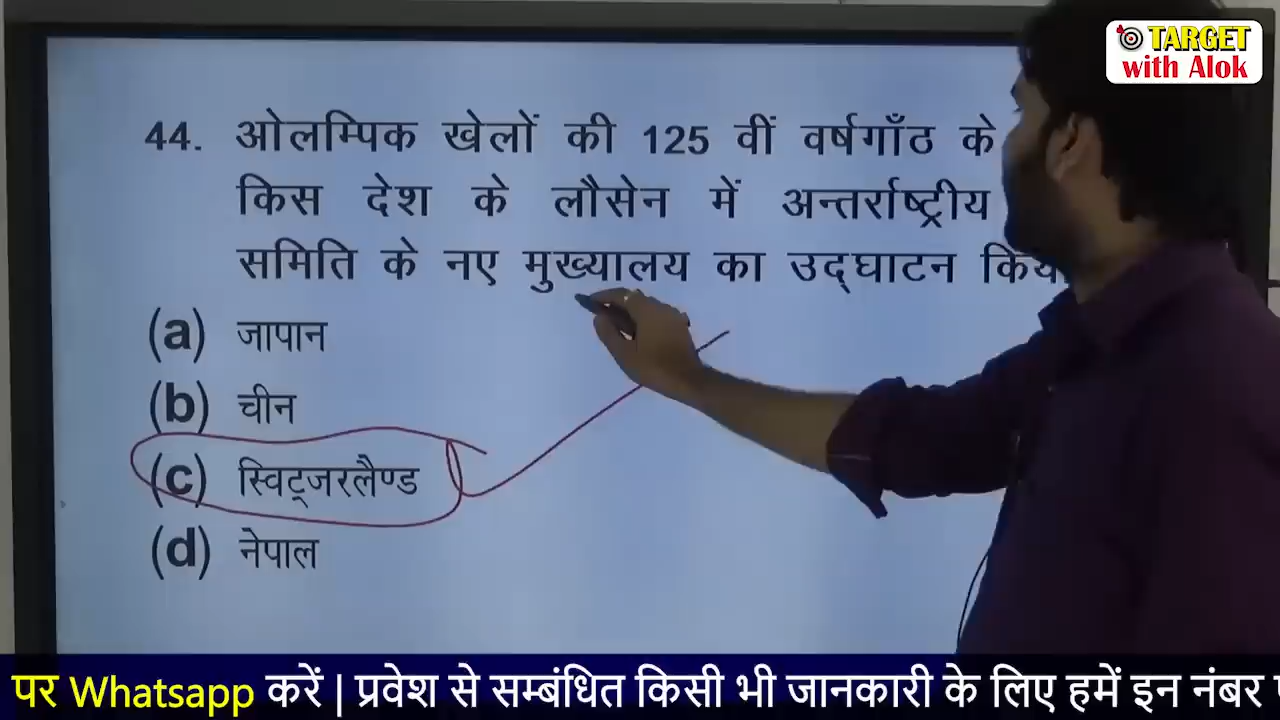 TARGET
with Alok
44. ओलम्पिक खेलों की 125 वीं वर्षगाँठ के
किस देश के लौसेन में अन्तर्राष्ट्रीय
समिति के नए मुख्यालय का उद्घाटन
(a) जापान
(b) चीन
(c) स्विट्जरलैण्ड
(d) नेपाल
पर Whatsapp करें | प्रवेश से सम्बंधित किसी भी जानकारी के लिए हमें इन नंबर